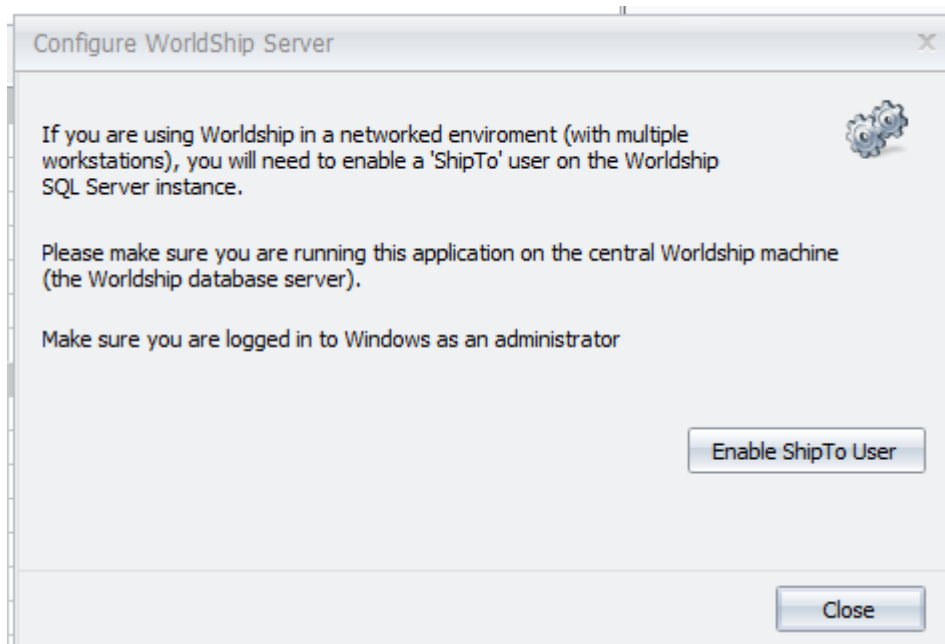 Configure WorldShip Server
If you are using Worldship in a networked enviroment (with multiple
workstations), you will need to enable a 'ShipTo' user on the Worldship
SQL Server instance.
Please make sure you are running this application on the central Worldship machine
(the Worldship database server).
Make sure you are logged in to Windows as an administrator
Enable ShipTo User
Close